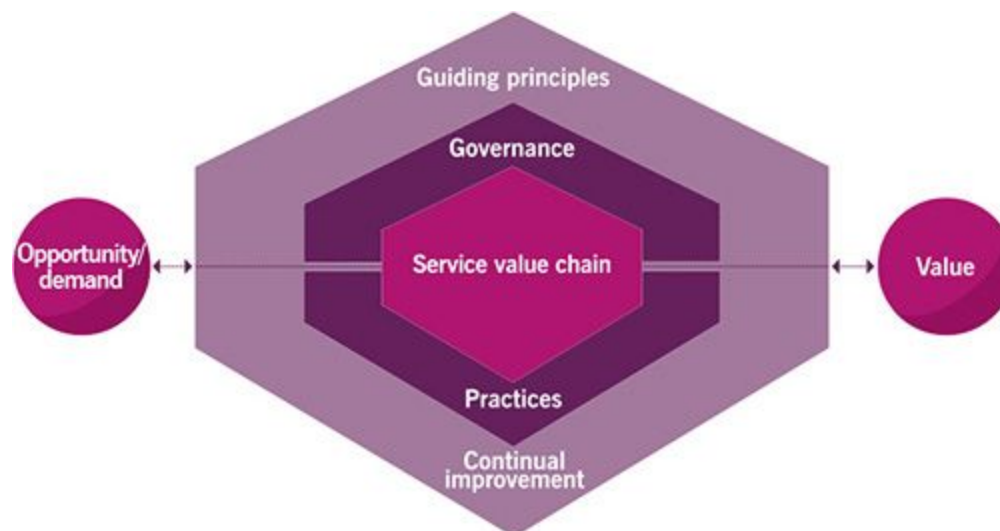 Guiding principles
Governance
Opportunity/
demand
Service value chain
Value
Practices
Continual
improvement